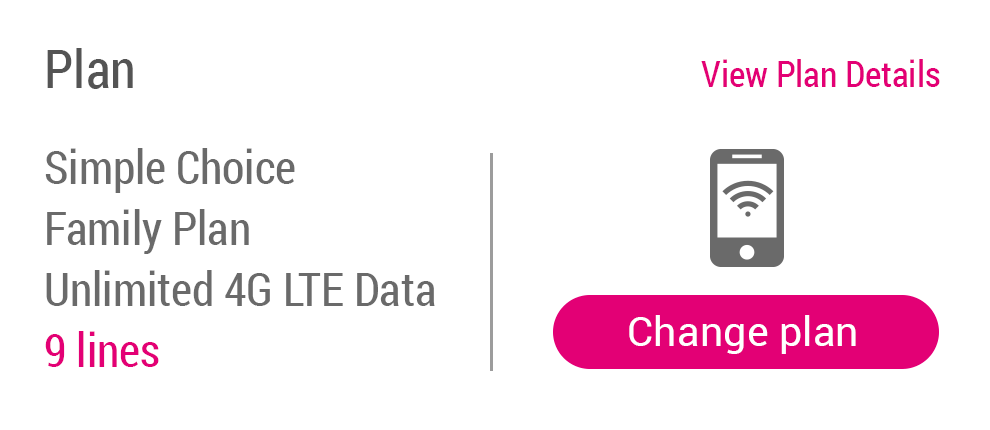 Plan
View Plan Details
Simple Choice
Family Plan
Unlimited 4G LTE Data
9 lines
Change plan